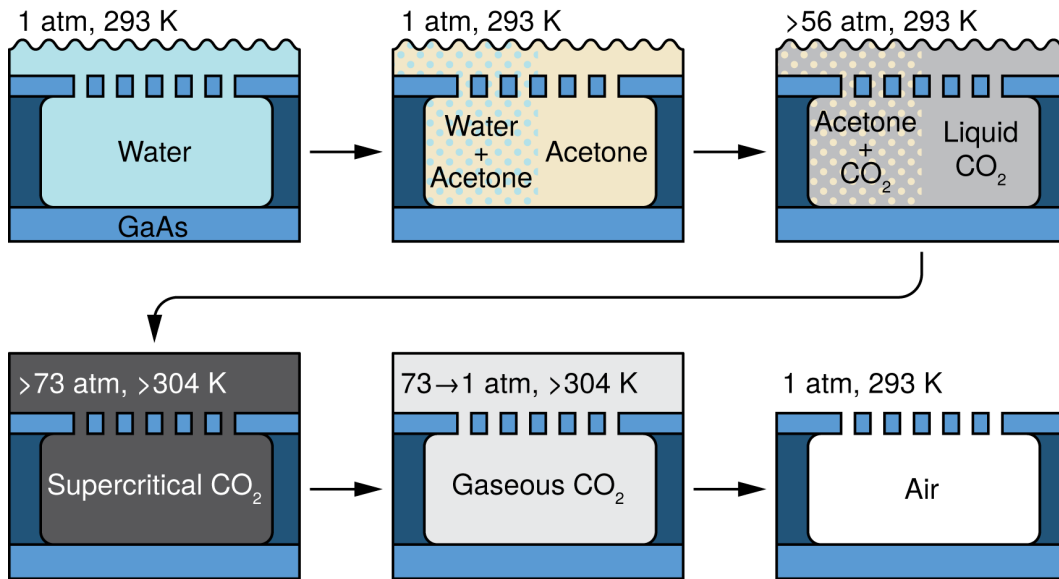 1 atm, 293 K
Water
GaAs
1 atm, 293 K
Water
+
Acetone
Acetone
>56 atm, 293 K
Acetone
+
CO₂
Liquid
CO₂
>73 atm, >304 K
Supercritical CO₂
73→1 atm, >304 K
Gaseous CO₂
1 atm, 293 K
Air